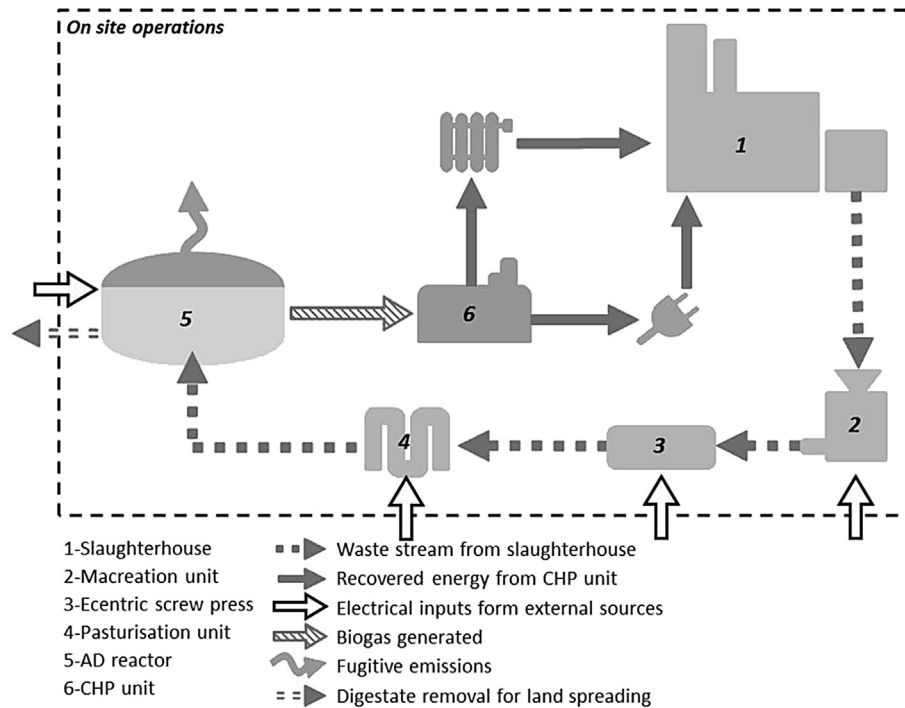 On site operations
1
5
6
4
3
2
1-Slaughterhouse
2-Macreation unit
3-Ecentric screw press
4-Pasturisation unit
5-AD reactor
6-CHP unit
Waste stream from slaughterhouse
Recovered energy from CHP unit
Electrical inputs form external sources
Biogas generated
Fugitive emissions
Digestate removal for land spreading